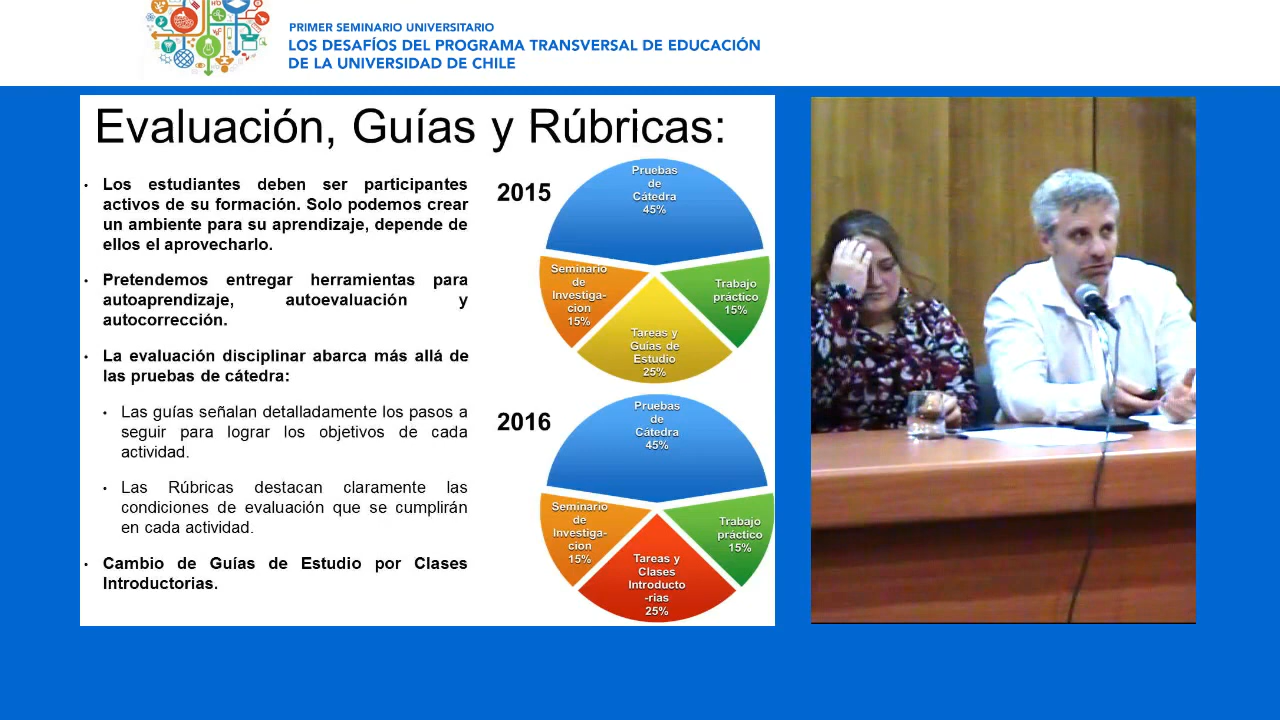 PRIMER SEMINARIO UNIVERSITARIO
LOS DESAFÍOS DEL PROGRAMA TRANSVERSAL DE EDUCACIÓN
DE LA UNIVERSIDAD DE CHILE
Evaluación, Guías y Rúbricas:
• Los estudiantes deben ser participantes
activos de su formación. Solo podemos crear
un ambiente para su aprendizaje, depende de
ellos el aprovecharlo.
• Pretendemos entregar herramientas para
autoaprendizaje, autoevaluación y
autocorrección.
• La evaluación disciplinar abarca más allá de
las pruebas de cátedra:
• Las guías señalan detalladamente los pasos a
seguir para lograr los objetivos de cada
actividad.
• Las Rúbricas destacan claramente las
condiciones de evaluación que se cumplirán
en cada actividad.
• Cambio de Guías de Estudio por Clases
Introductorias.
2015
Pruebas
de
Cátedra
45%
Seminario
de
Investiga-
cion
15%
Trabajo
práctico
15%
Tareas y
Guías de
Estudio
25%
2016
Pruebas
de
Cátedra
45%
Seminario
de
Investiga-
cion
15%
Trabajo
práctico
15%
Tareas y
Clases
Introducto
-rias
25%